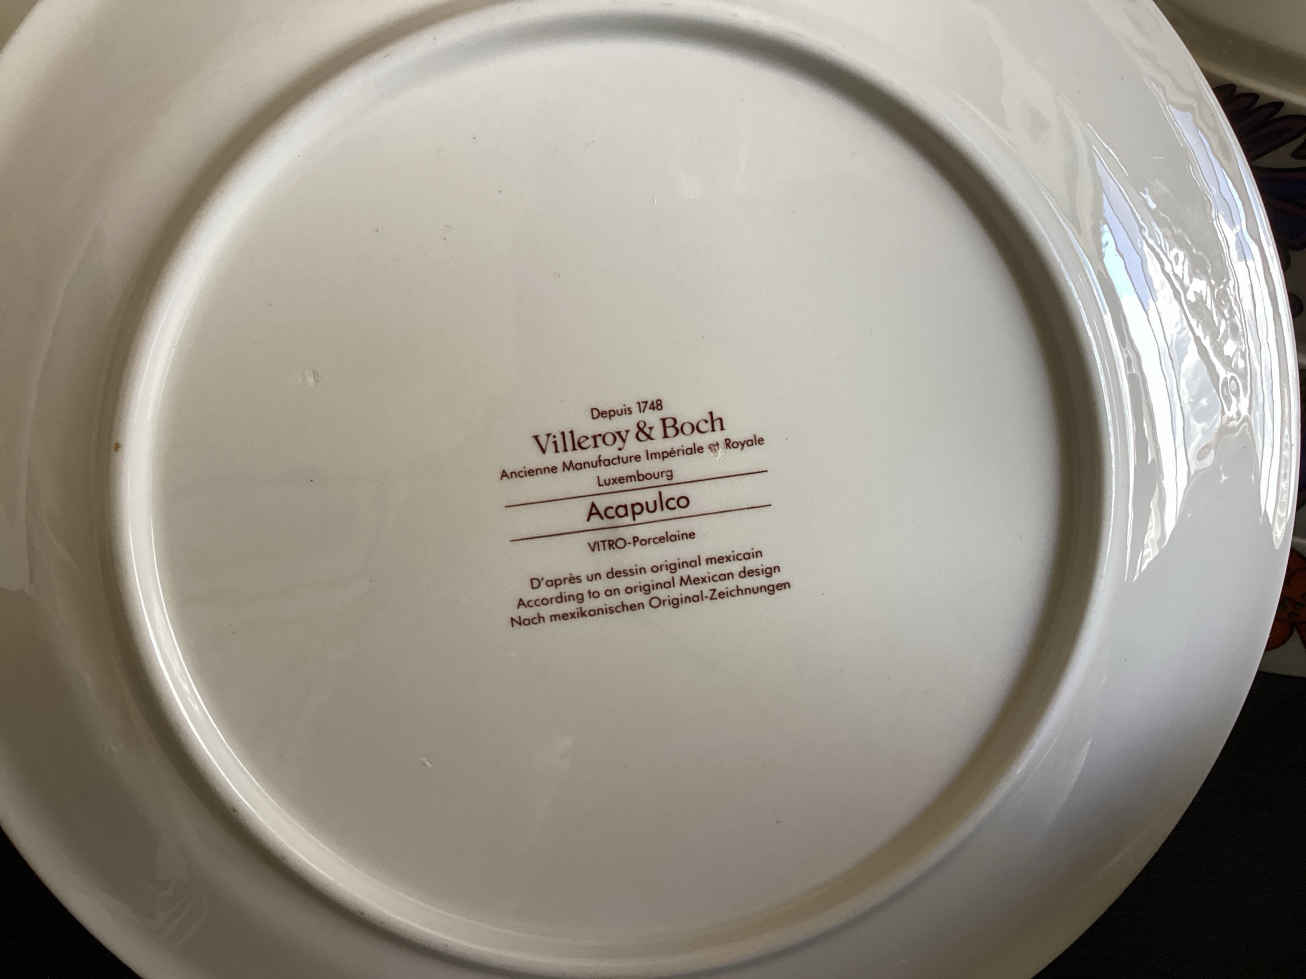 Depuis 1748
Villeroy & Boch
Ancienne Manufacture Impériale et Royale
Luxembourg
Acapulco
VITRO-Porcelaine
D'après un dessin original mexicain
According to an original Mexican design
Nach mexikanischen Original-Zeichnungen